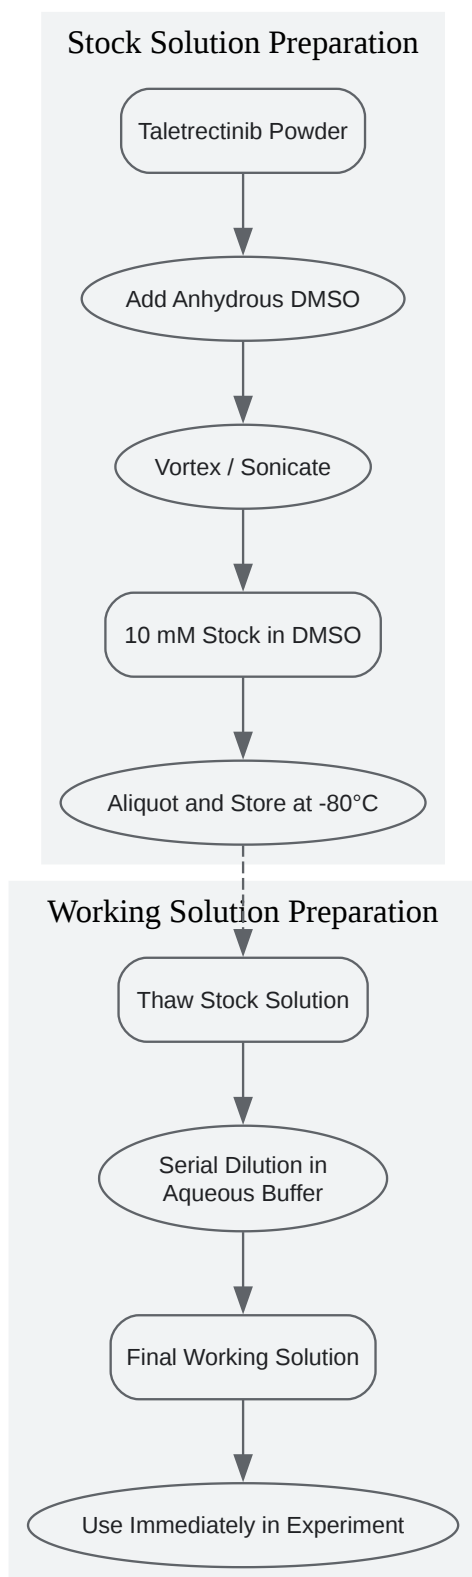 Stock Solution Preparation
Taletrectinib Powder
Add Anhydrous DMSO
Vortex / Sonicate
10 mM Stock in DMSO
Aliquot and Store at -80°C
Working Solution Preparation
Thaw Stock Solution
Serial Dilution in
Aqueous Buffer
Final Working Solution
Use Immediately in Experiment